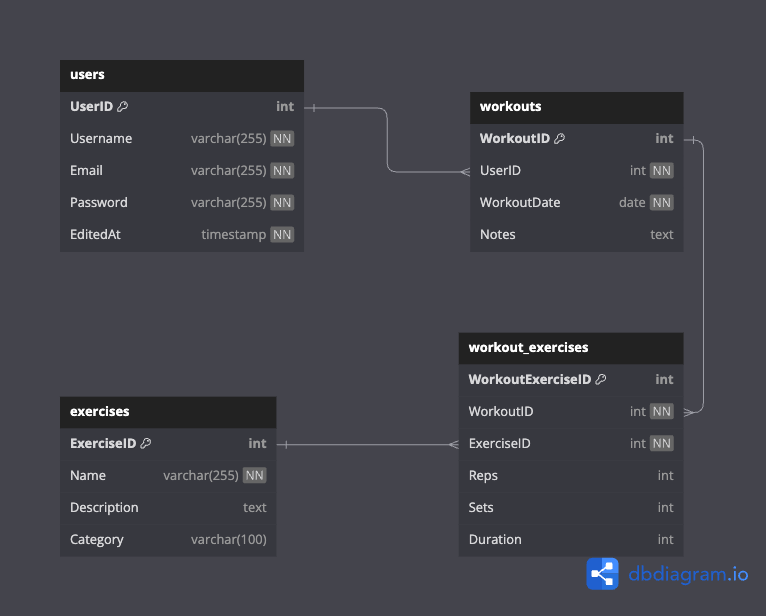 users
UserID int
Username varchar(255) NN
Email varchar(255) NN
Password varchar(255) NN
EditedAt timestamp NN
workouts
WorkoutID int
UserID int NN
WorkoutDate date NN
Notes text
exercises
ExerciseID int
Name varchar(255) NN
Description text
Category varchar(100)
workout_exercises
WorkoutExerciseID int
WorkoutID int NN
ExerciseID int NN
Reps int
Sets int
Duration int
dbdiagram.io